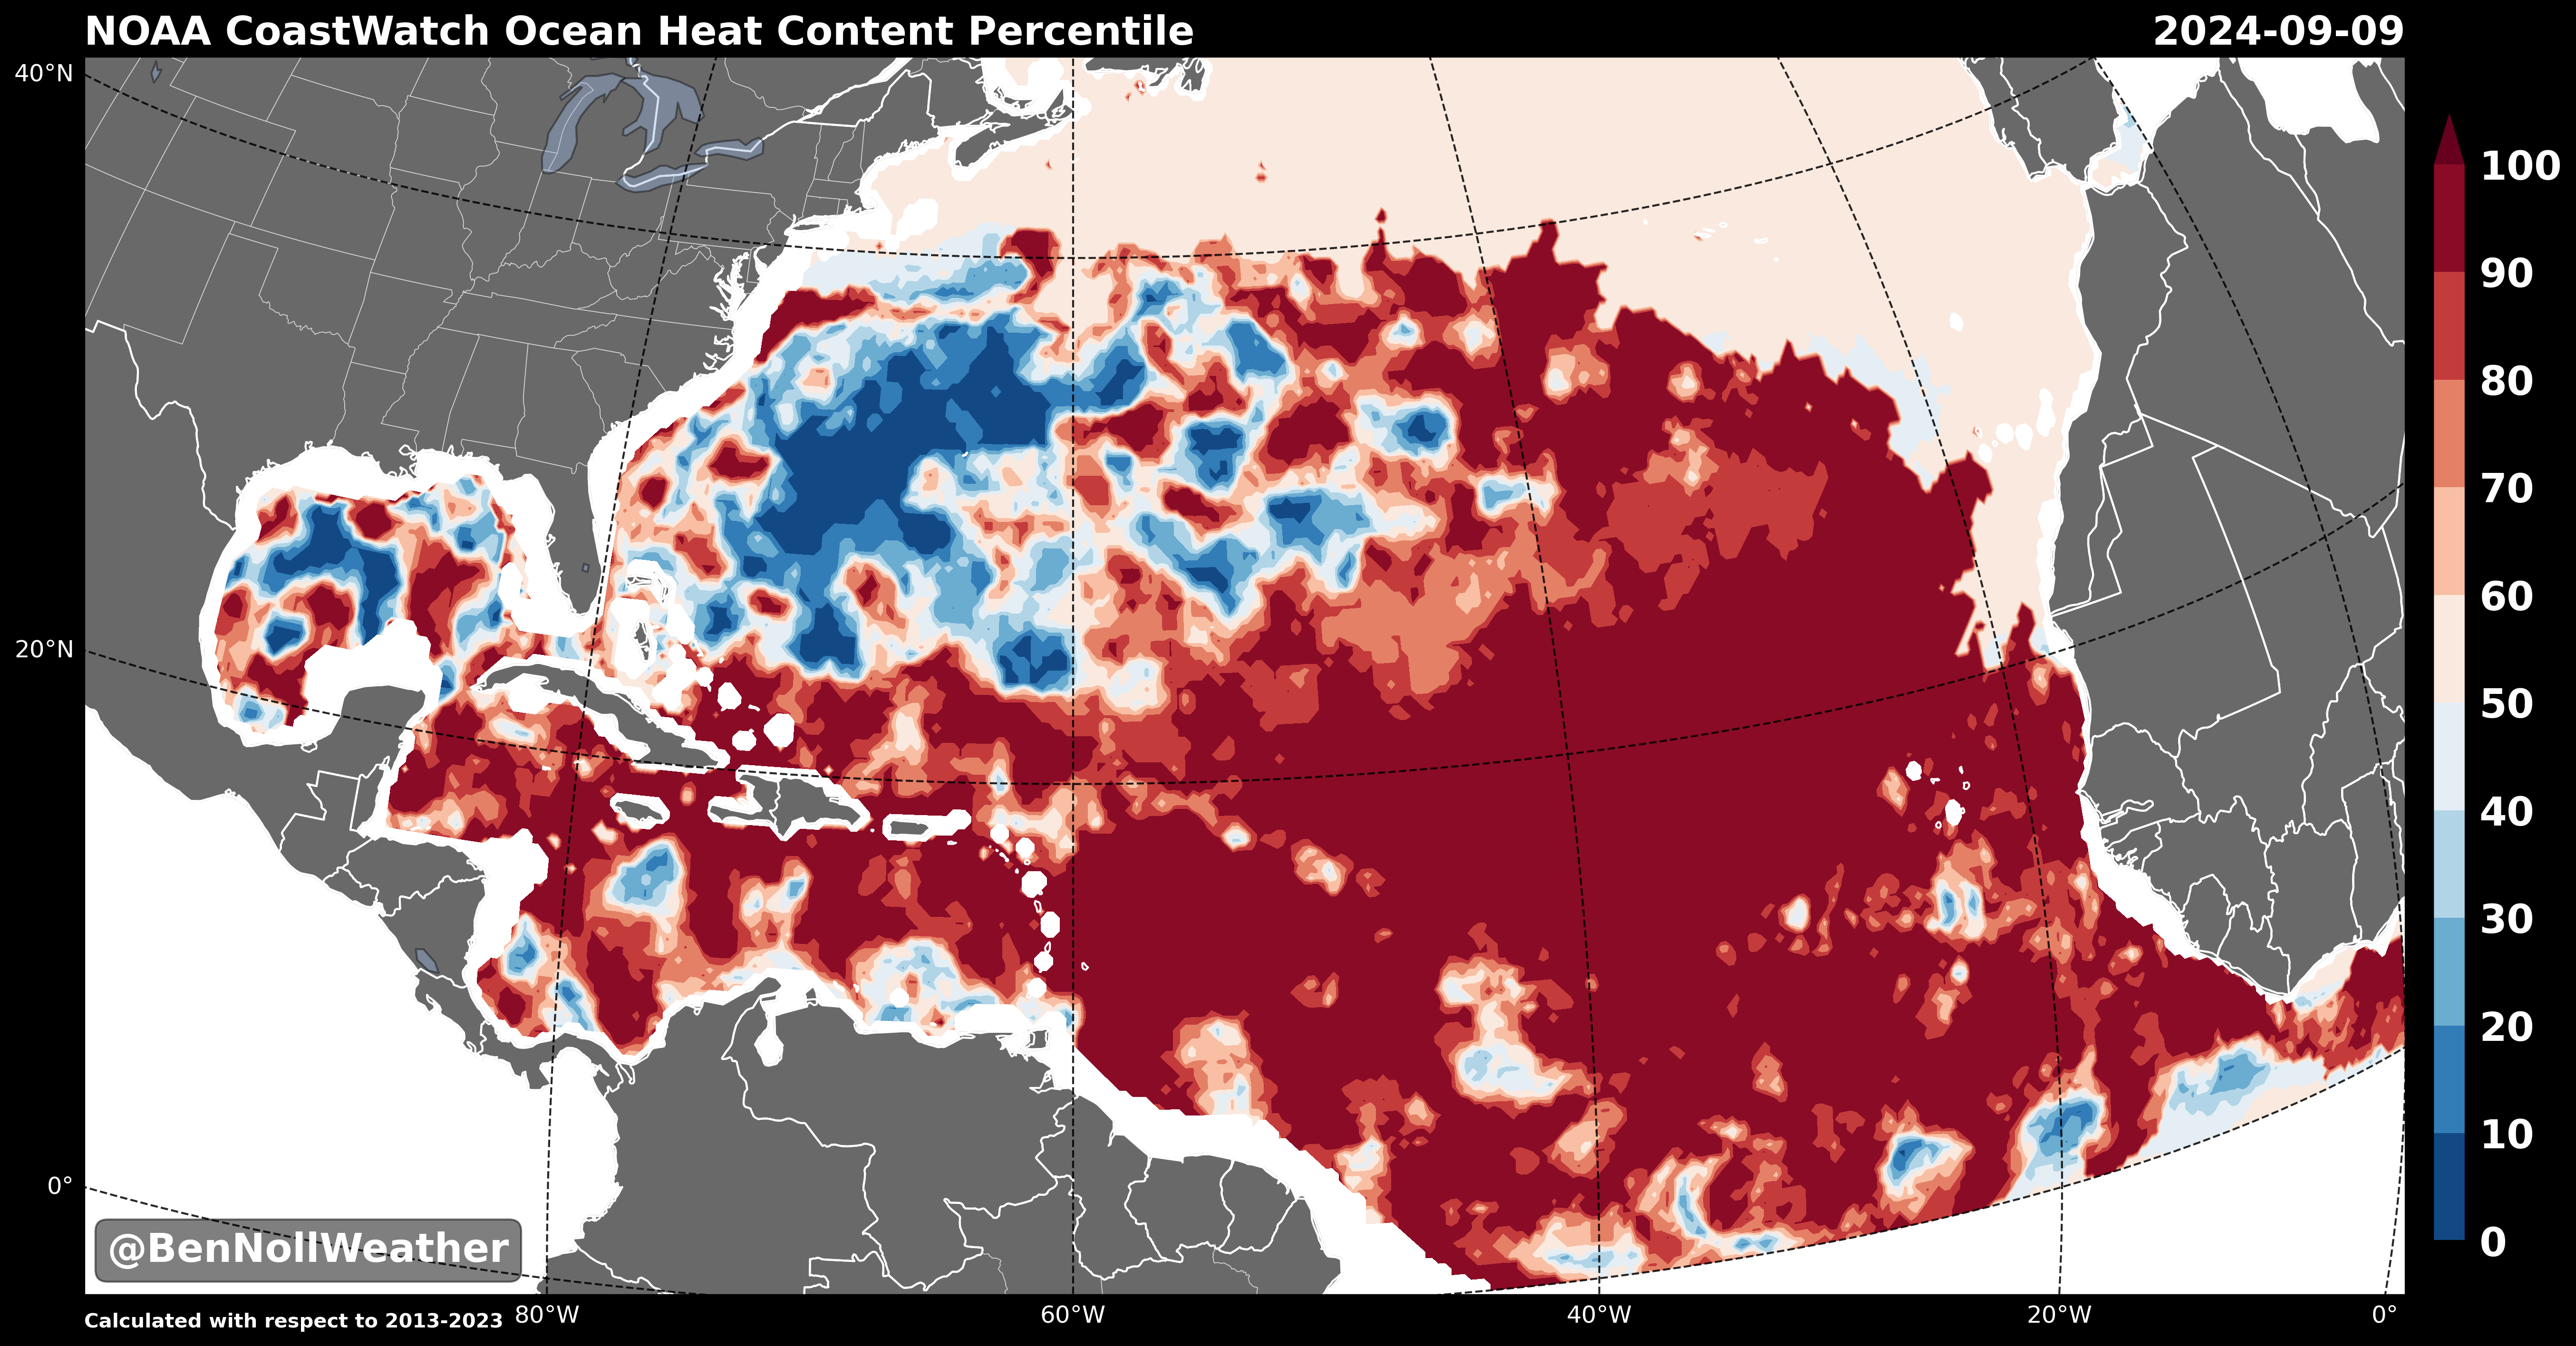 NOAA CoastWatch Ocean Heat Content Percentile 2024-09-09
40°N
20°N
0°
100
90
80
70
60
50
40
30
20
10
0
@BenNollWeather
Calculated with respect to 2013-2023
80°W 60°W 40°W 20°W 0°